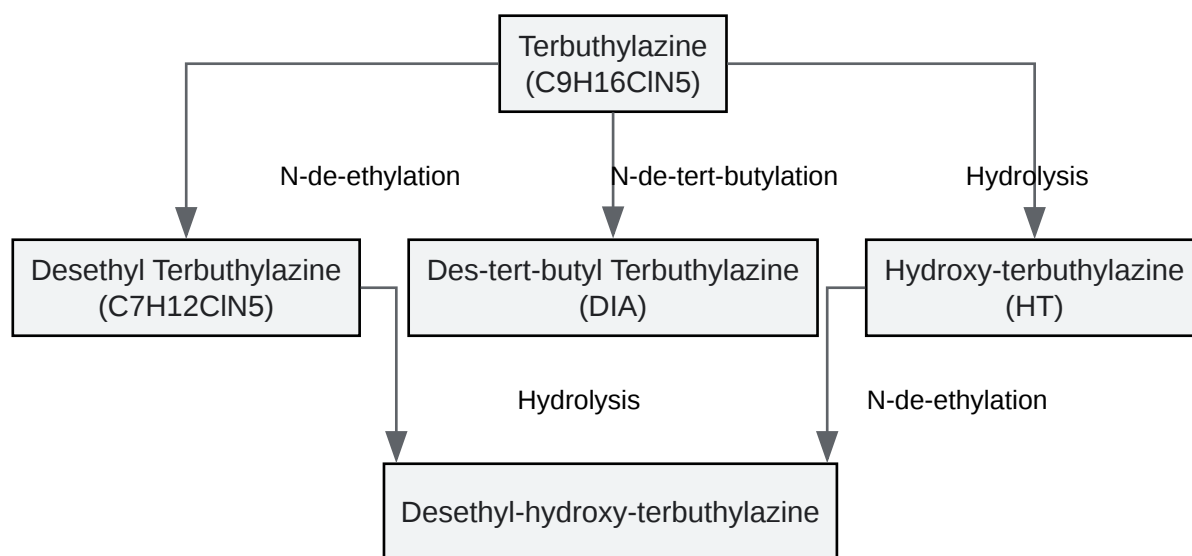 Terbuthylazine
(C9H16ClN5)
N-de-ethylation
N-de-tert-butylation
Hydrolysis
Desethyl Terbuthylazine
(C7H12ClN5)
Des-tert-butyl Terbuthylazine
(DIA)
Hydroxy-terbuthylazine
(HT)
Hydrolysis
N-de-ethylation
Desethyl-hydroxy-terbuthylazine